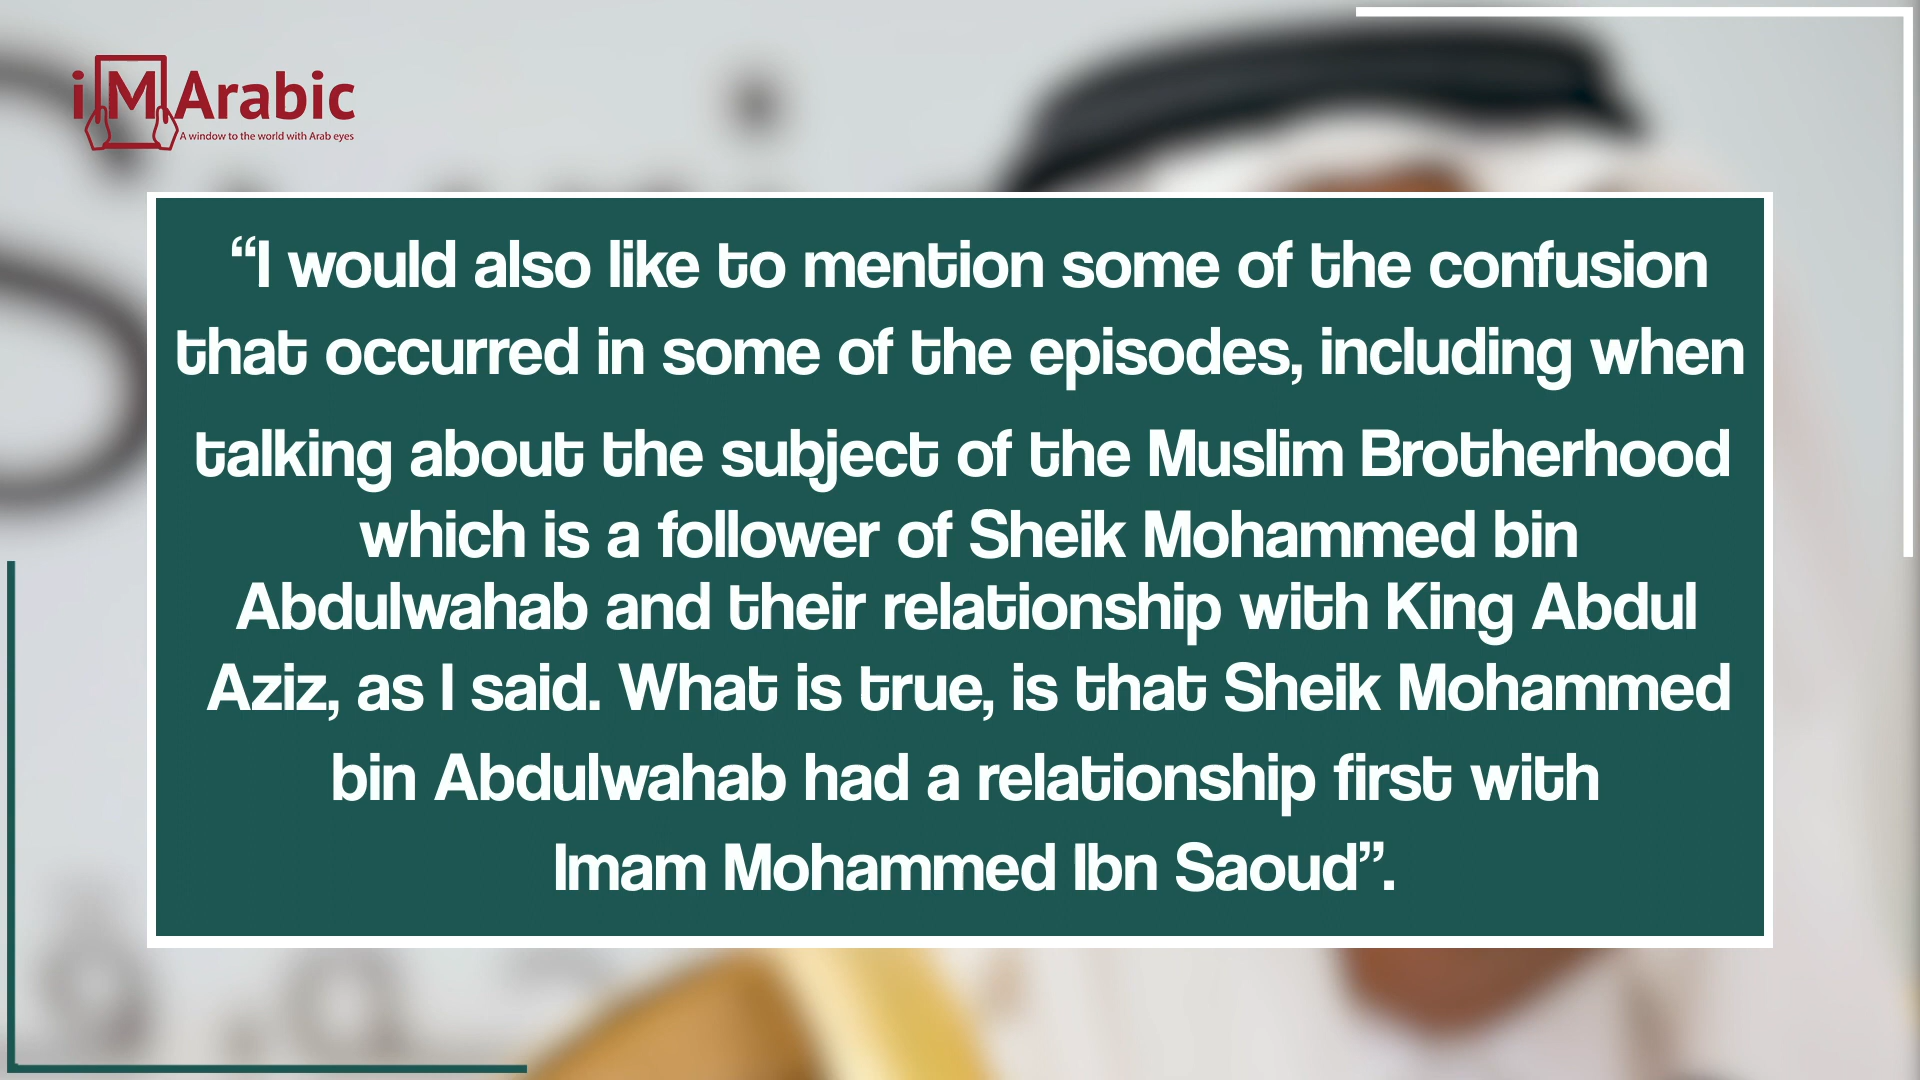 iMArabic
A window to the world with Arab eyes
“I would also like to mention some of the confusion
that occurred in some of the episodes, including when
talking about the subject of the Muslim Brotherhood
which is a follower of Sheik Mohammed bin
Abdulwahab and their relationship with King Abdul
Aziz, as I said. What is true, is that Sheik Mohammed
bin Abdulwahab had a relationship first with
Imam Mohammed Ibn Saoud”.